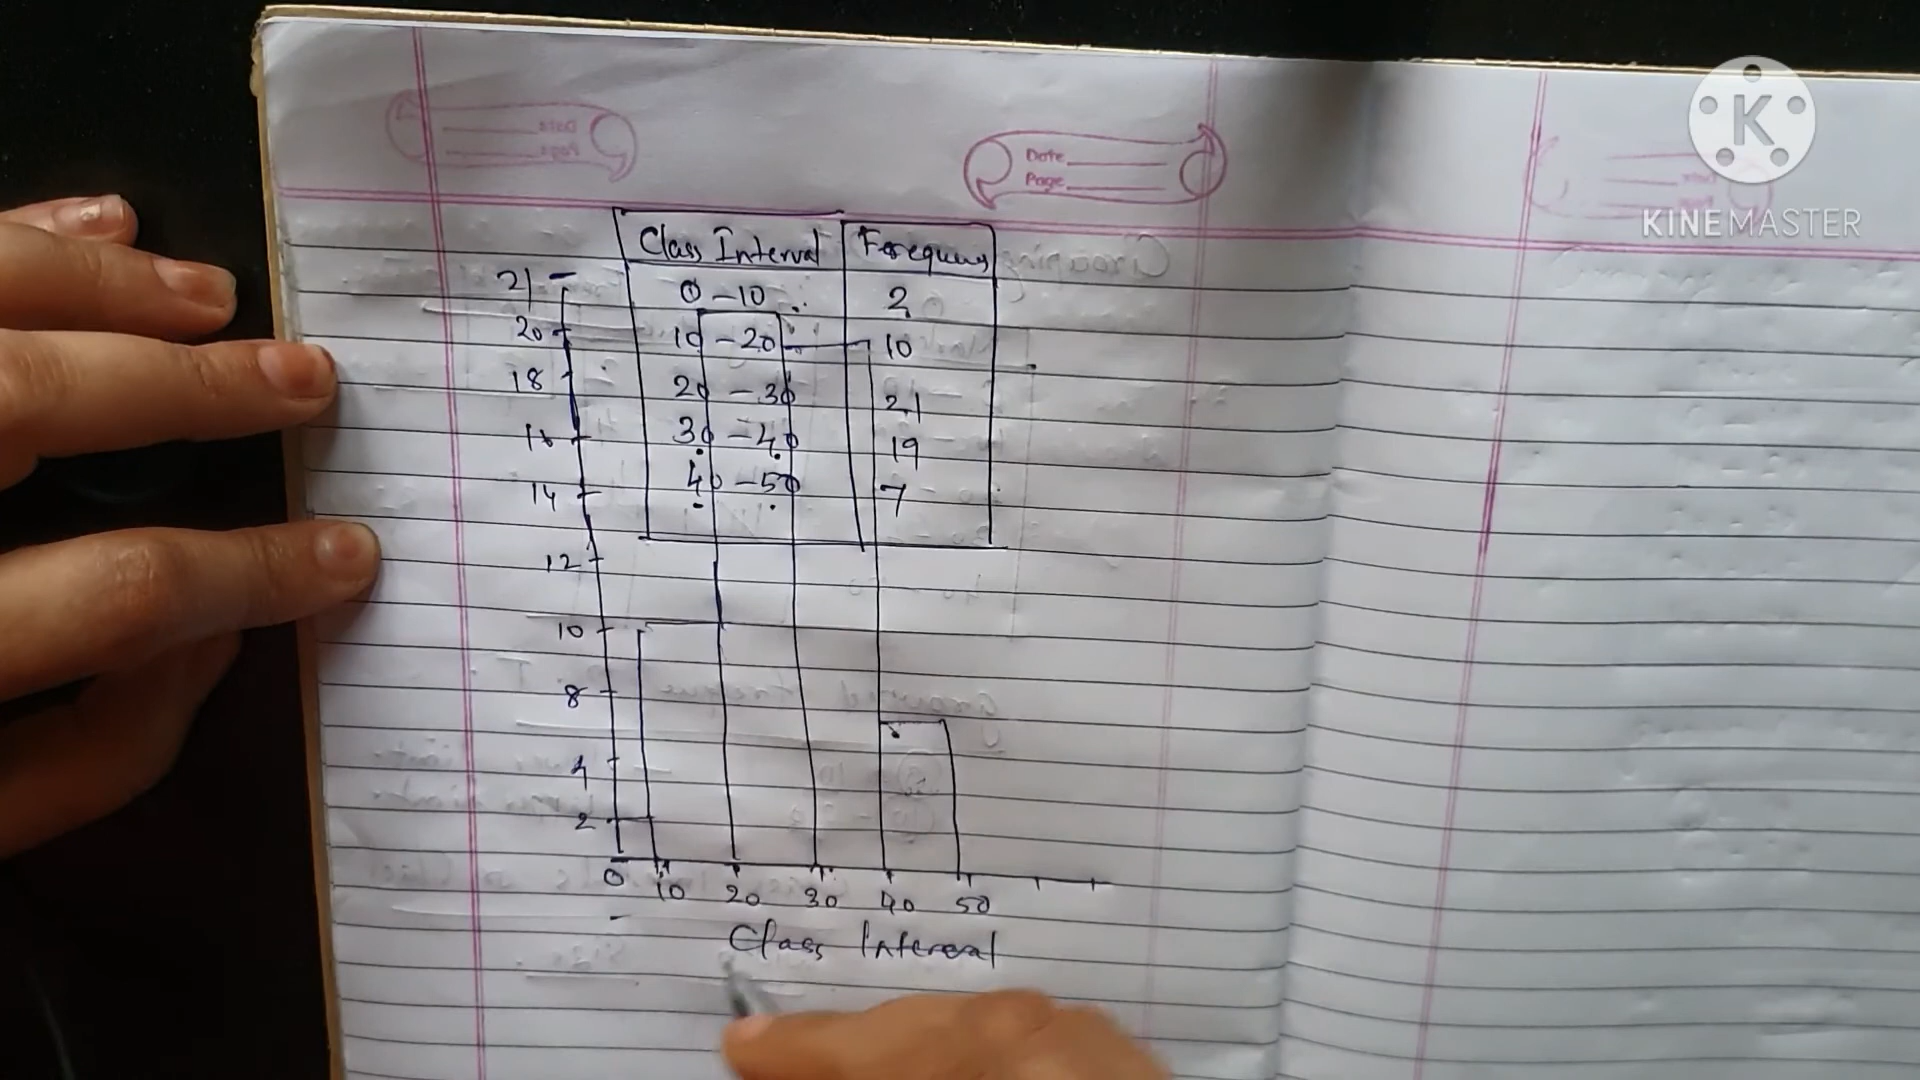 K
KINEMASTER
Date
Page
Class Interval
0-10 2
10-20 10
20-30 21
30-40 19
40-50 7
21
20
18
16
14
12
10
8
4
2
0 10 20 30 40 50
Class Interval